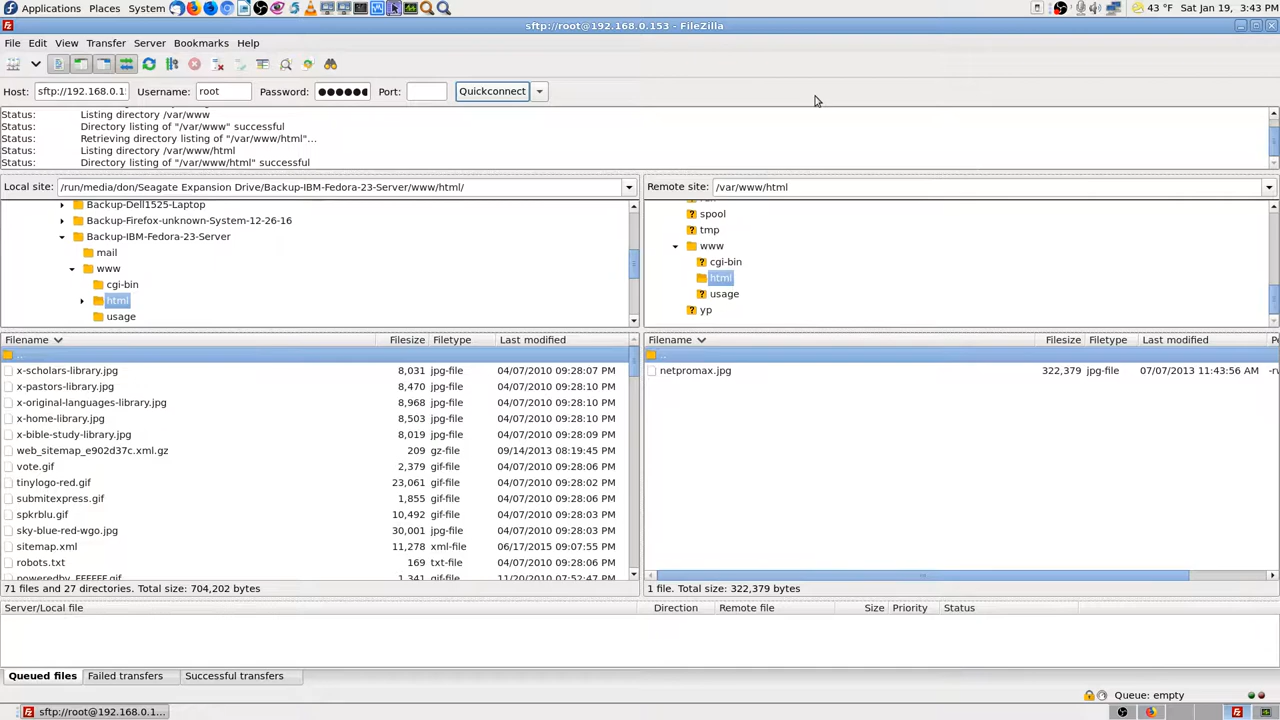 Applications Places System 43 °F Sat Jan 19, 3:43 PM
sftp://root@192.168.0.153 - FileZilla
File Edit View Transfer Server Bookmarks Help
Host: sftp://192.168.0.1 Username: root Password: ●●●●●● Port: Quickconnect
Status: Listing directory /var/www
Status: Directory listing of "/var/www" successful
Status: Retrieving directory listing of "/var/www/html"...
Status: Listing directory /var/www/html
Status: Directory listing of "/var/www/html" successful
Local site: /run/media/don/Seagate Expansion Drive/Backup-IBM-Fedora-23-Server/www/html/
Backup-Dell1525-Laptop
Backup-Firefox-unknown-System-12-26-16
Backup-IBM-Fedora-23-Server
mail
www
cgi-bin
html
usage
Remote site: /var/www/html
spool
tmp
www
cgi-bin
html
usage
yp
Filename Filesize Filetype Last modified
..
x-scholars-library.jpg 8,031 jpg-file 04/07/2010 09:28:07 PM
x-pastors-library.jpg 8,470 jpg-file 04/07/2010 09:28:10 PM
x-original-languages-library.jpg 8,968 jpg-file 04/07/2010 09:28:10 PM
x-home-library.jpg 8,503 jpg-file 04/07/2010 09:28:10 PM
x-bible-study-library.jpg 8,019 jpg-file 04/07/2010 09:28:09 PM
web_sitemap_e902d37c.xml.gz 209 gz-file 09/14/2013 08:19:45 PM
vote.gif 2,379 gif-file 04/07/2010 09:28:06 PM
tinylogo-red.gif 23,061 gif-file 04/07/2010 09:28:02 PM
submitexpress.gif 1,855 gif-file 04/07/2010 09:28:06 PM
spkrblu.gif 10,492 gif-file 04/07/2010 09:28:03 PM
sky-blue-red-wgo.jpg 30,001 jpg-file 04/07/2010 09:28:03 PM
sitemap.xml 11,278 xml-file 06/17/2015 09:07:55 PM
robots.txt 169 txt-file 04/07/2010 09:28:06 PM
poweredby_FFFFFF.gif 1,341 gif-file 11/20/2010 07:52:47 PM
71 files and 27 directories. Total size: 704,202 bytes
Filename Filesize Filetype Last modified
..
netpromax.jpg 322,379 jpg-file 07/07/2013 11:43:56 AM
1 file. Total size: 322,379 bytes
Server/Local file Direction Remote file Size Priority Status
Queued files Failed transfers Successful transfers
Queue: empty
sftp://root@192.168.0.1...